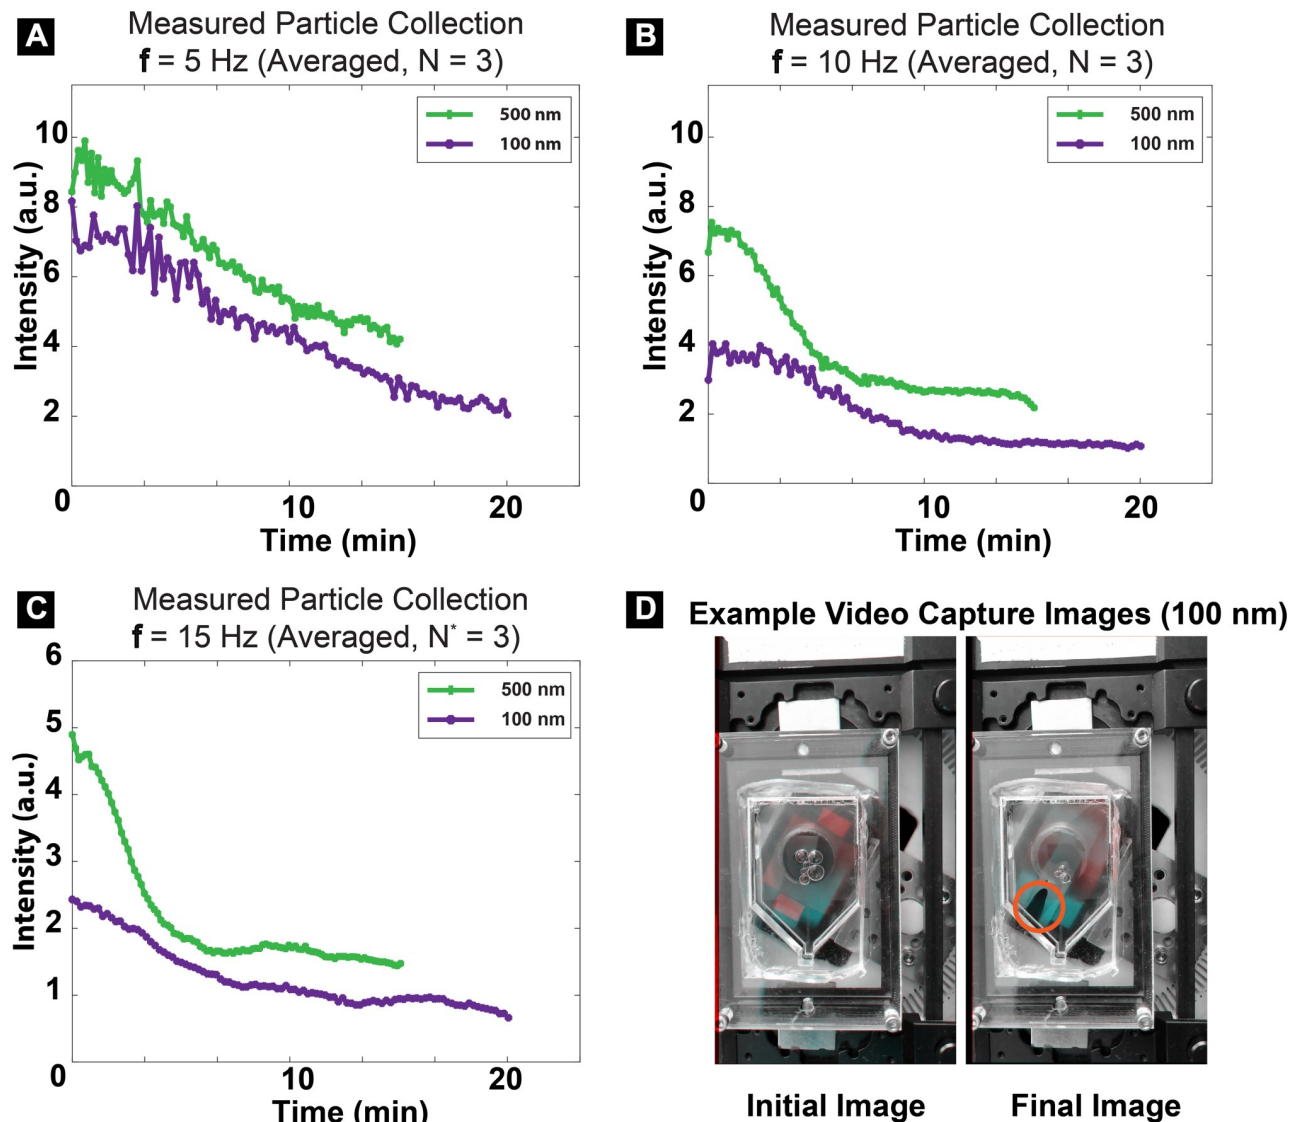 A
Measured Particle Collection
f = 5 Hz (Averaged, N = 3)
500 nm
100 nm
Intensity (a.u.)
10
8
6
4
2
0
10
20
Time (min)
B
Measured Particle Collection
f = 10 Hz (Averaged, N = 3)
500 nm
100 nm
Intensity (a.u.)
10
8
6
4
2
0
10
20
Time (min)
C
Measured Particle Collection
f = 15 Hz (Averaged, N* = 3)
500 nm
100 nm
Intensity (a.u.)
6
5
4
3
2
1
0
10
20
Time (min)
D
Example Video Capture Images (100 nm)
Initial Image
Final Image